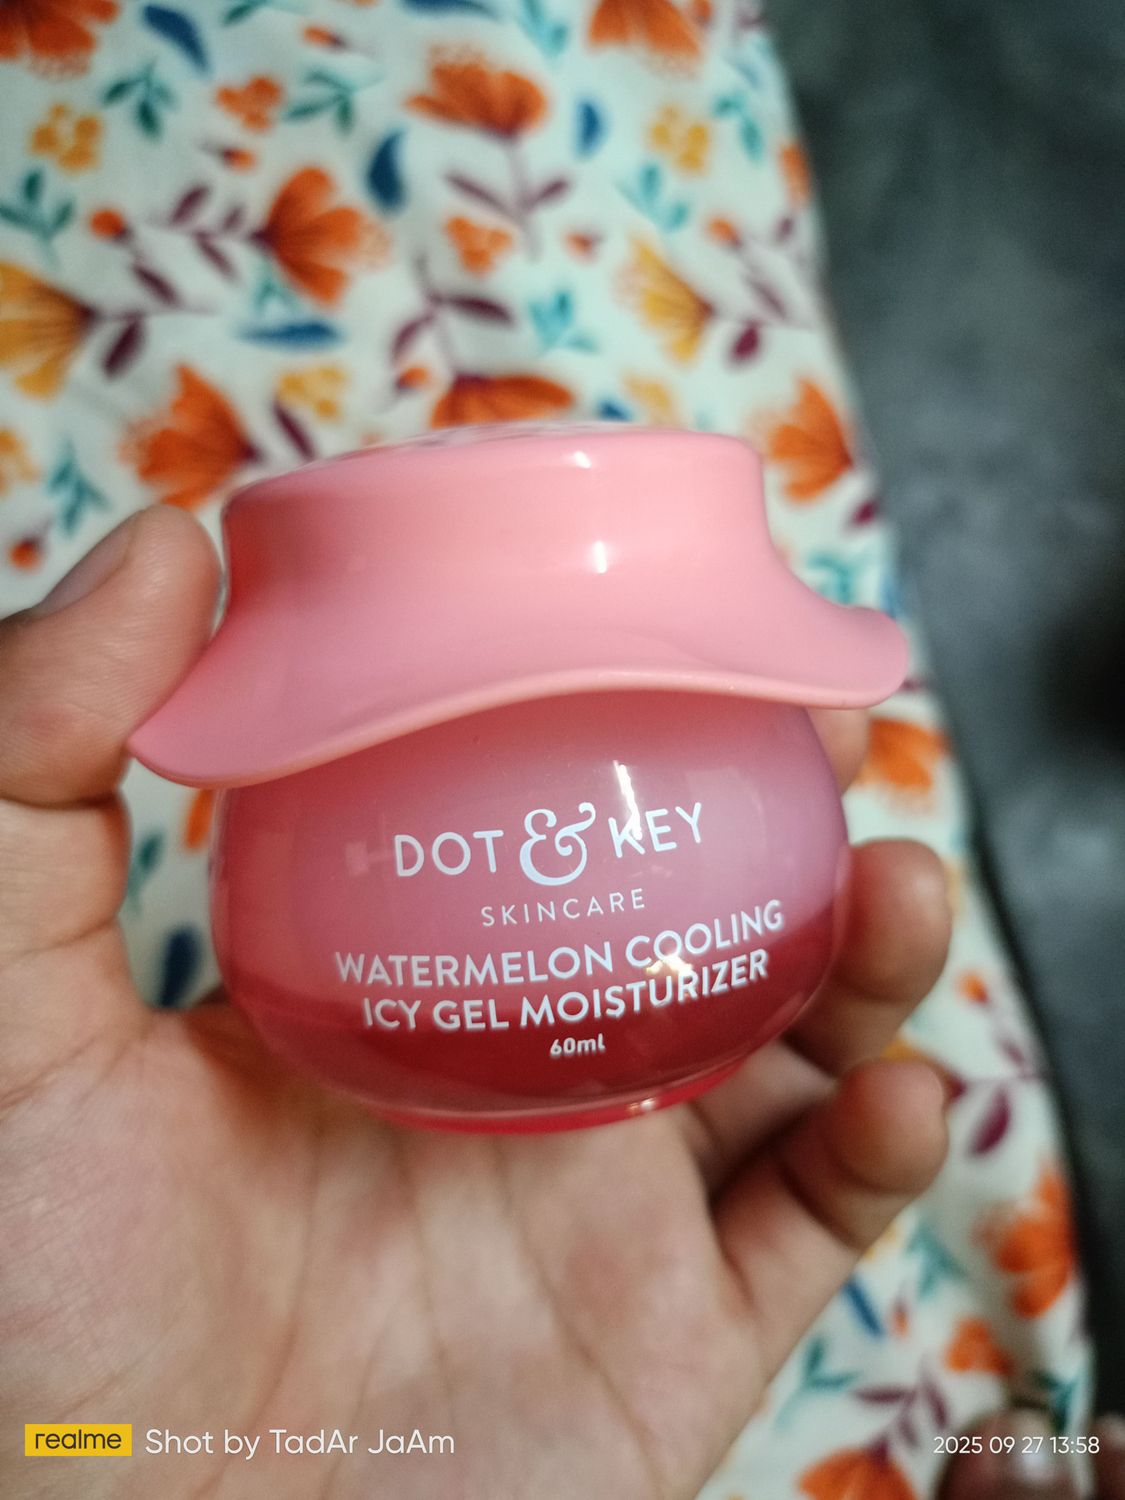 DOT & KEY
SKINCARE
WATERMELON COOLING
ICY GEL MOISTURIZER
60ml
realme Shot by TadAr JaAm
2025 09 27 13:58